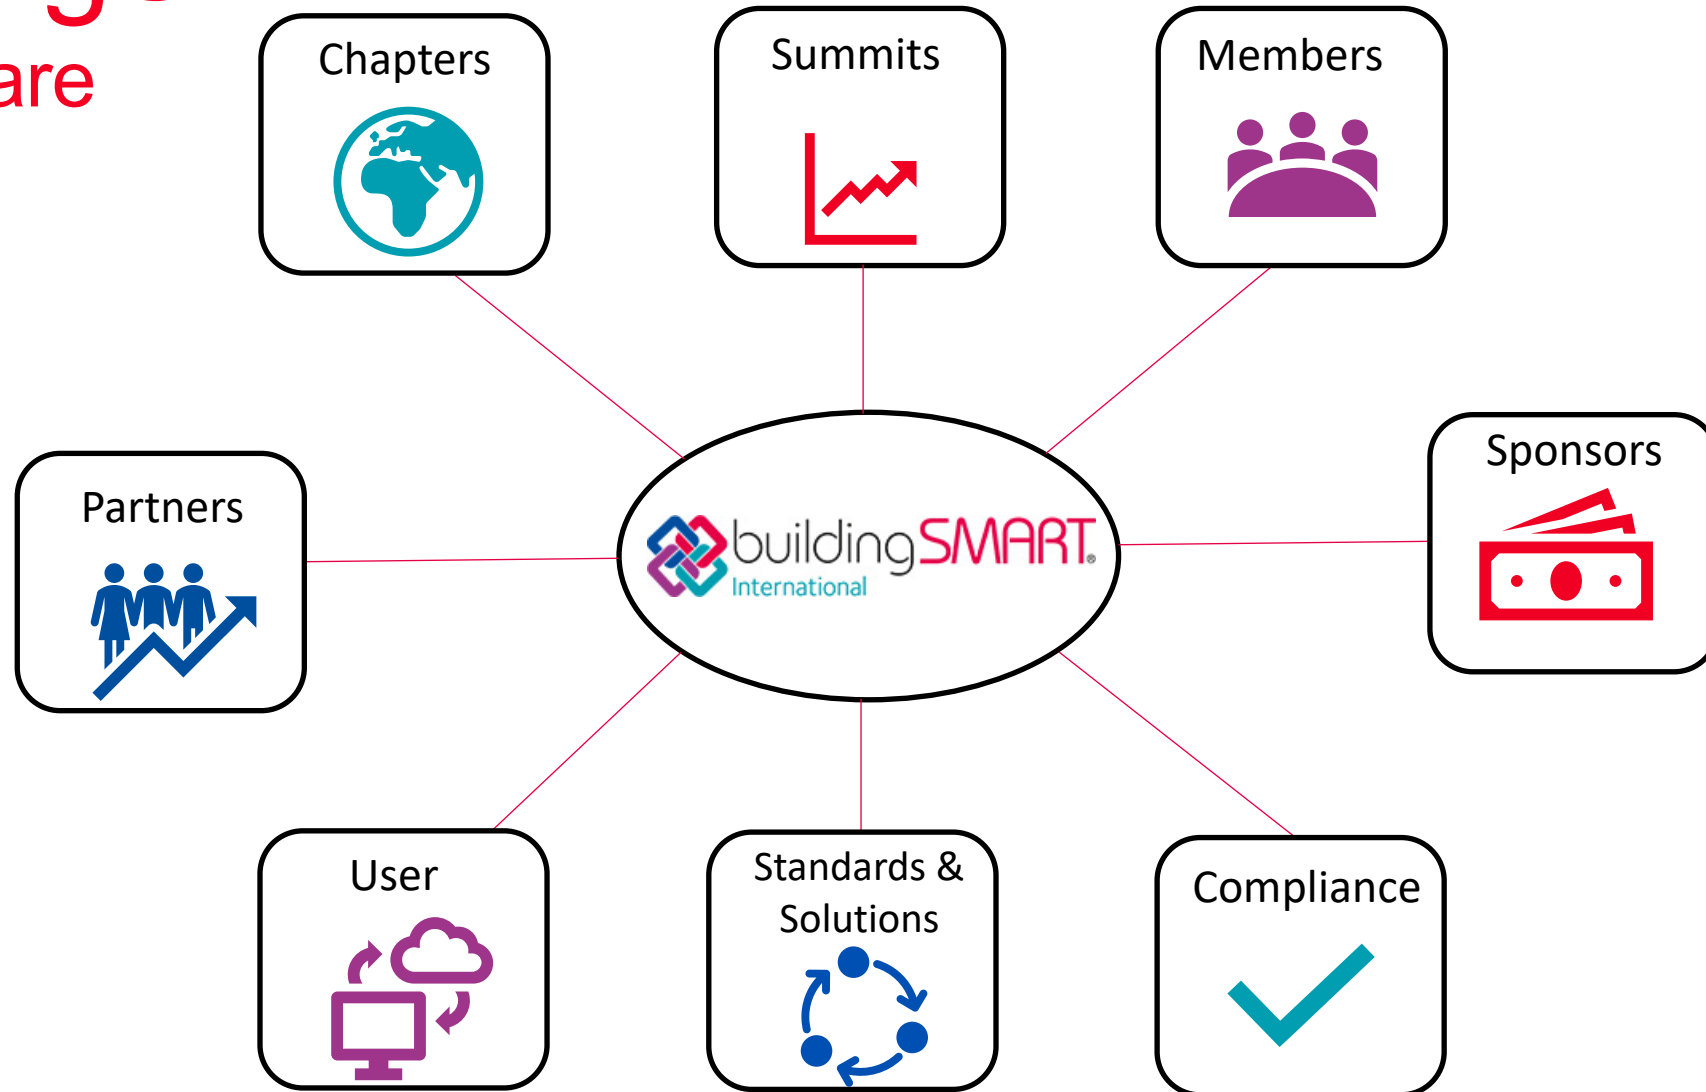 are
Chapters
Summits
Members
Partners
buildingSMART®
International
Sponsors
User
Standards &
Solutions
Compliance